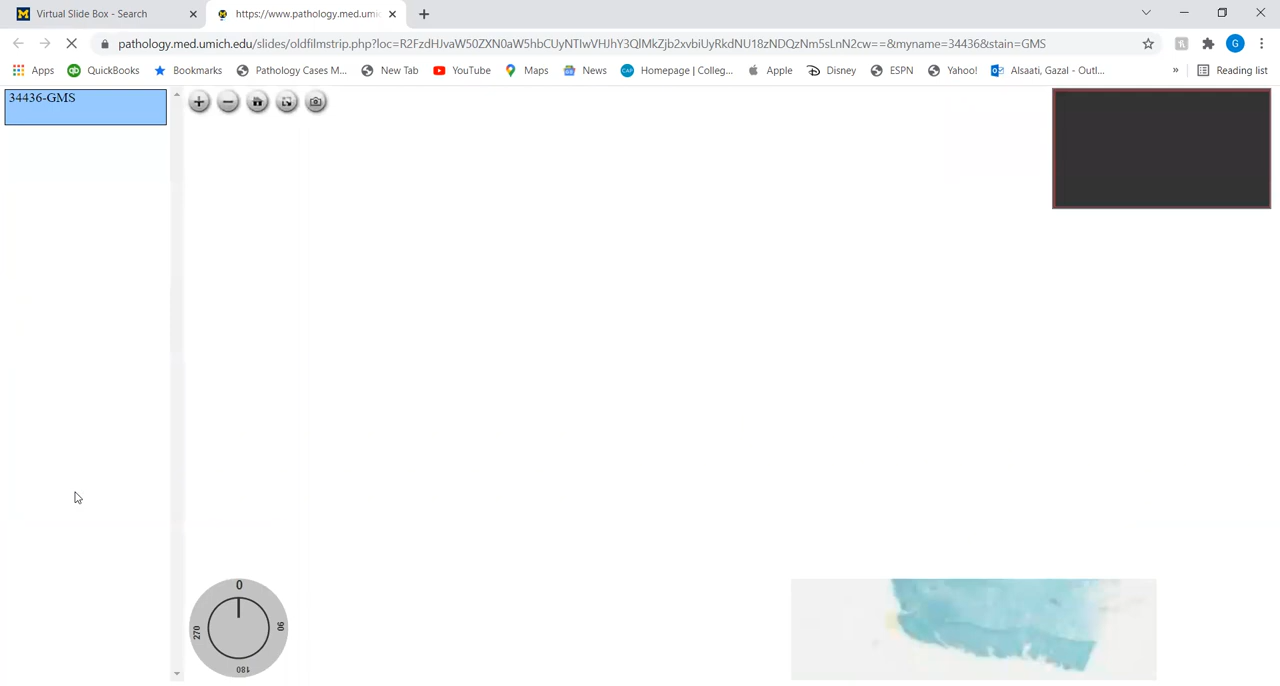 Virtual Slide Box - Search
https://www.pathology.med.umic
pathology.med.umich.edu/slides/oldfilmstrip.php?loc=R2FzdHJvaW50ZXN0aW5hbCUyNTIwVHJhY3QlMkZjb2xvbiUyRkdNU18zNDQzNm5sLnN2cw==&myname=34436&stain=GMS
G
Apps
QuickBooks
Bookmarks
Pathology Cases M...
New Tab
YouTube
Maps
News
Homepage | Colleg...
Apple
Disney
ESPN
Yahoo!
Alsaati, Gazal - Outl...
»
Reading list
34436-GMS
0
90
180
270